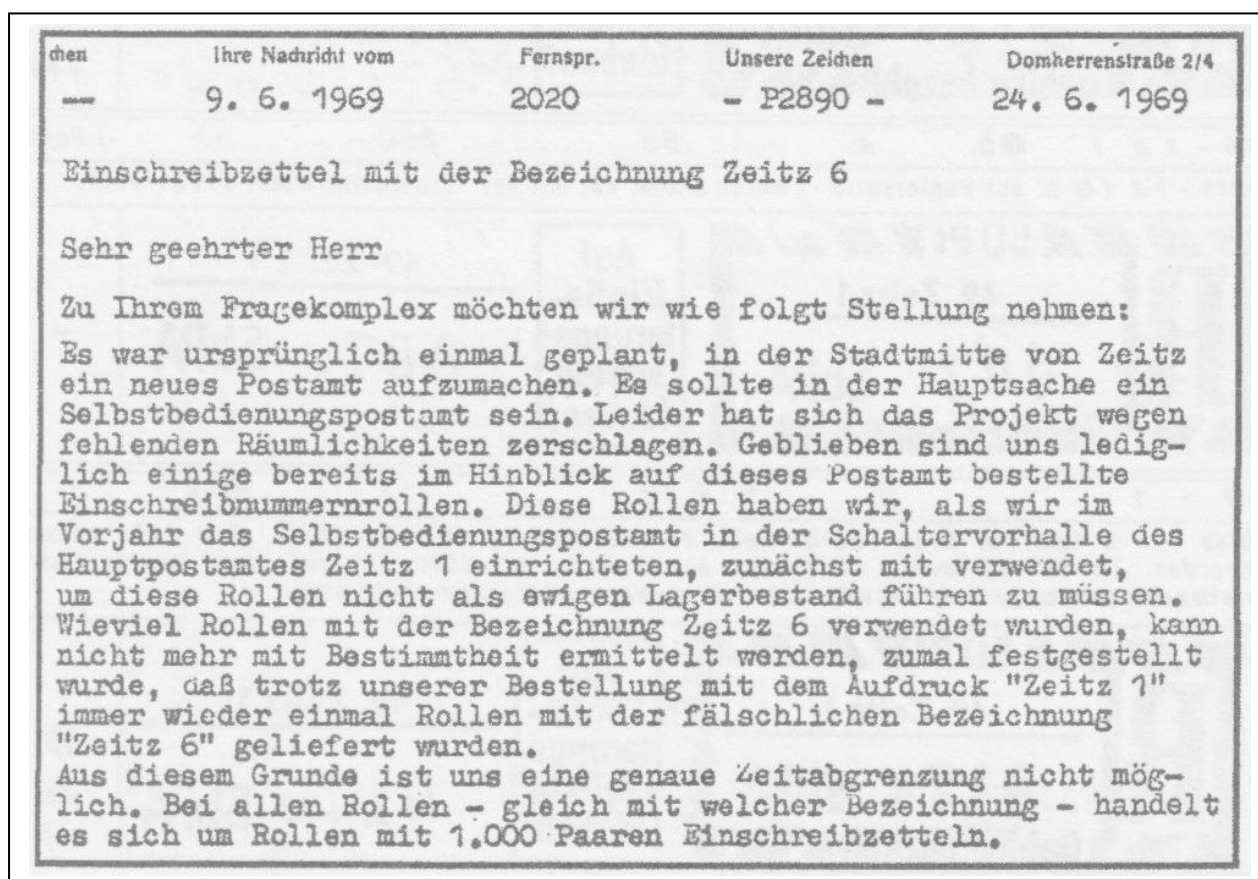 chen Ihre Nachricht vom Fernspr. Unsere Zeichen Domherrenstraße 2/4
— 9. 6. 1969 2020 - P2890 - 24. 6. 1969
Einschreibzettel mit der Bezeichnung Zeitz 6
Sehr geehrter Herr
Zu Ihrem Fragekomplex möchten wir wie folgt Stellung nehmen:
Es war ursprünglich einmal geplant, in der Stadtmitte von Zeitz
ein neues Postamt aufzumachen. Es sollte in der Hauptsache ein
Selbstbedienungspostamt sein. Leider hat sich das Projekt wegen
fehlenden Räumlichkeiten zerschlagen. Geblieben sind uns ledig-
lich einige bereits im Hinblick auf dieses Postamt bestellte
Einschreibnummernrollen. Diese Rollen haben wir, als wir im
Vorjahr das Selbstbedienungspostamt in der Schaltervorhalle des
Hauptpostamtes Zeitz 1 einrichteten, zunächst mit verwendet,
um diese Rollen nicht als ewigen Lagerbestand führen zu müssen.
Wieviel Rollen mit der Bezeichnung Zeitz 6 verwendet wurden, kann
nicht mehr mit Bestimmtheit ermittelt werden, zumal festgestellt
wurde, daß trotz unserer Bestellung mit dem Aufdruck "Zeitz 1"
immer wieder einmal Rollen mit der fälschlichen Bezeichnung
"Zeitz 6" geliefert wurden.
Aus diesem Grunde ist uns eine genaue Zeitabgrenzung nicht mög-
lich. Bei allen Rollen - gleich mit welcher Bezeichnung - handelt
es sich um Rollen mit 1.000 Paaren Einschreibzetteln.